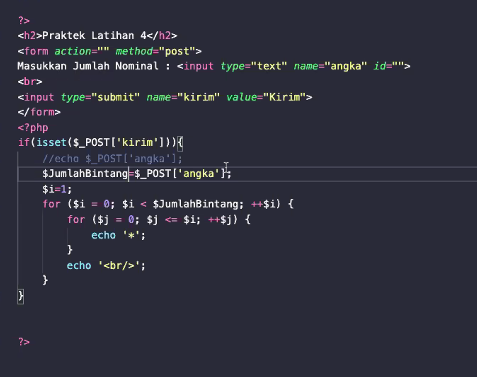 ?>
<h2>Praktek Latihan 4</h2>
<form action="" method="post">
Masukkan Jumlah Nominal : <input type="text" name="angka" id="">
<br>
<input type="submit" name="kirim" value="Kirim">
</form>
<?php
if(isset($_POST['kirim'])){
//echo $_POST['angka'];
$JumlahBintang=$_POST['angka'];
$i=1;
for ($i = 0; $i < $JumlahBintang; ++$i) {
for ($j = 0; $j <= $i; ++$j) {
echo '*';
}
echo '<br/>';
}
}
?>